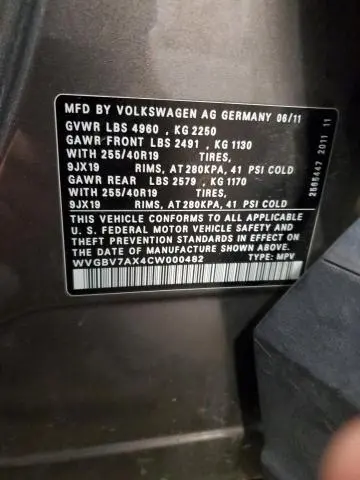 MFD BY VOLKSWAGEN AG GERMANY 06/11
GVWR LBS 4960 , KG 2250
GAWR FRONT LBS 2491 , KG 1130
WITH 255/40R19 TIRES,
9JX19 RIMS, AT 280KPA, 41 PSI COLD
GAWR REAR LBS 2579 , KG 1170
WITH 255/40R19 TIRES,
9JX19 RIMS, AT 280KPA, 41 PSI COLD
THIS VEHICLE CONFORMS TO ALL APPLICABLE
U. S. FEDERAL MOTOR VEHICLE SAFETY AND
THEFT PREVENTION STANDARDS IN EFFECT ON
THE DATE OF MANUFACTURE SHOWN ABOVE.
WVGBV7AX4CW000482 TYPE: MPV
2565447 2011 11